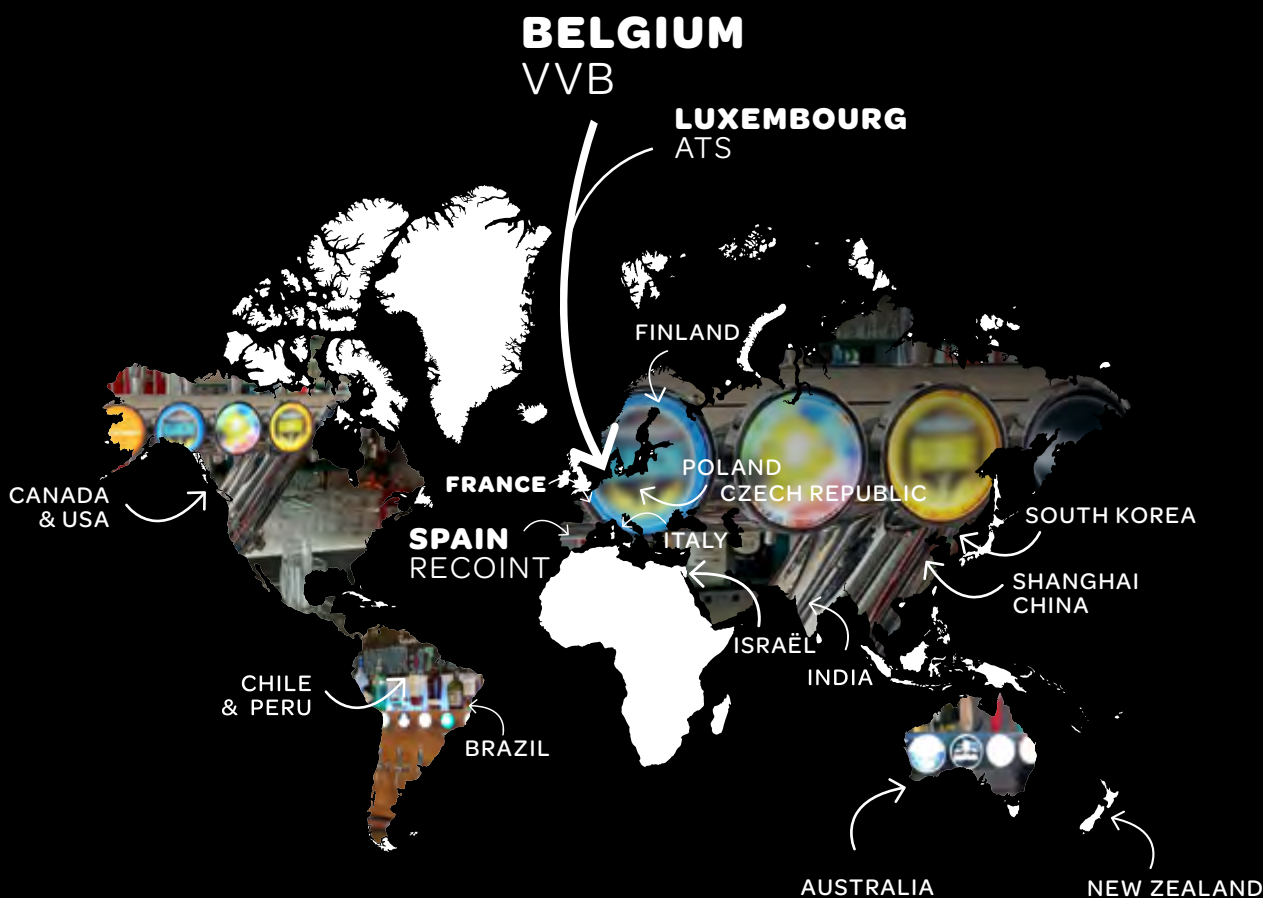 BELGIUM
VVB
LUXEMBOURG
ATS
FINLAND
POLAND
CZECH REPUBLIC
FRANCE
CANADA
& USA
SOUTH KOREA
SPAIN
RECOINT
ITALY
SHANGHAI
CHINA
ISRAËL
INDIA
CHILE
& PERU
BRAZIL
AUSTRALIA
NEW ZEALAND